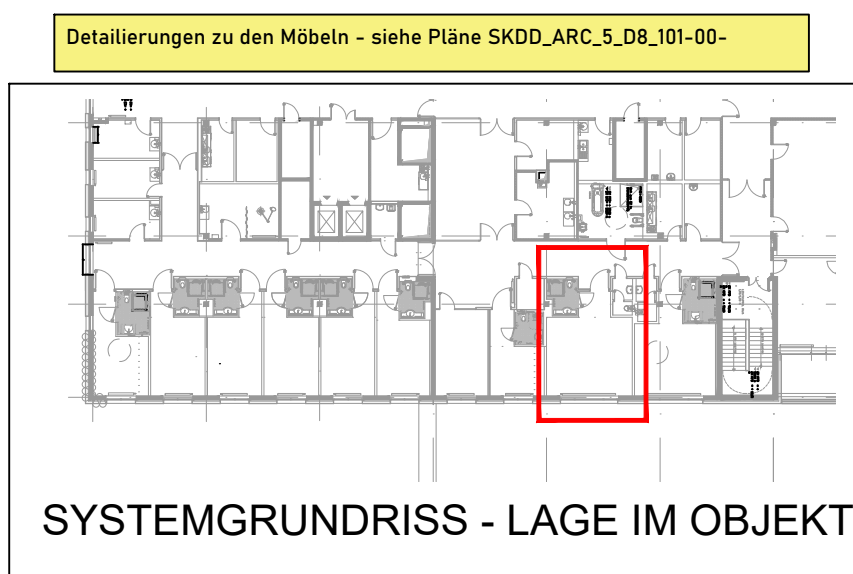 Detailierungen zu den Möbeln - siehe Pläne SKDD_ARC_5_D8_101-00-
SYSTEMGRUNDRISS - LAGE IM OBJEKT